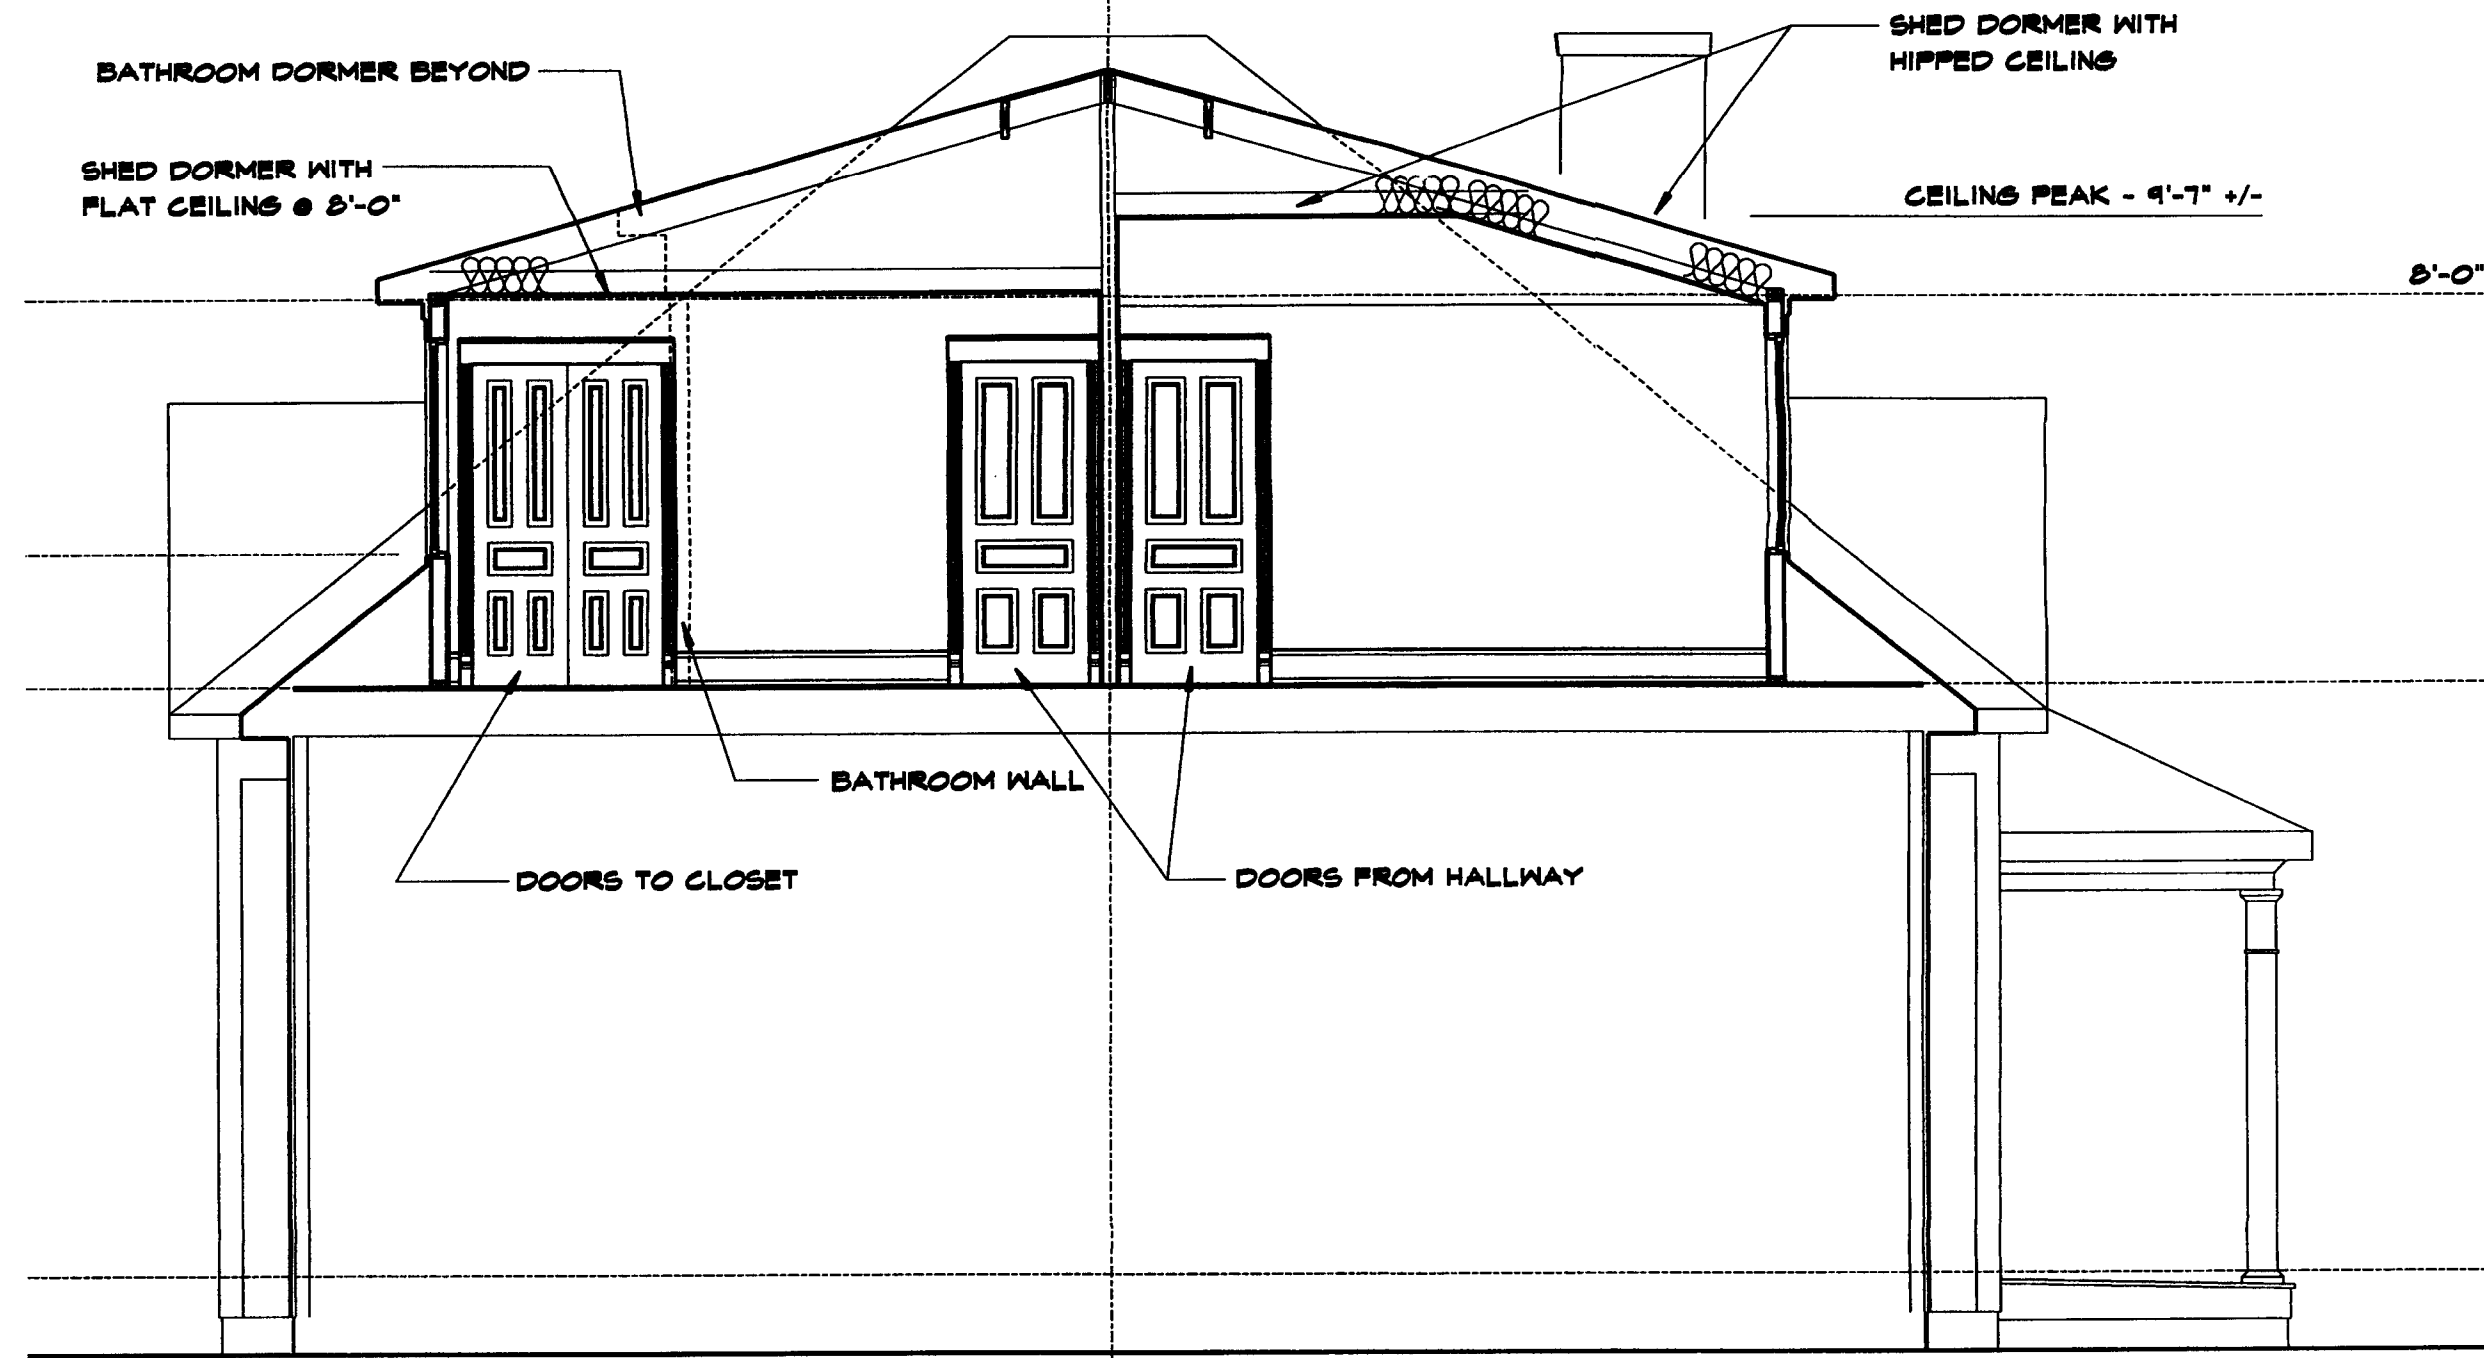 SHED DORMER WITH
HIPPED CEILING
BATHROOM DORMER BEYOND
SHED DORMER WITH
FLAT CEILING @ 8'-0"
CEILING PEAK - 9'-7" +/-
8'-0"
BATHROOM WALL
DOORS TO CLOSET
DOORS FROM HALLWAY